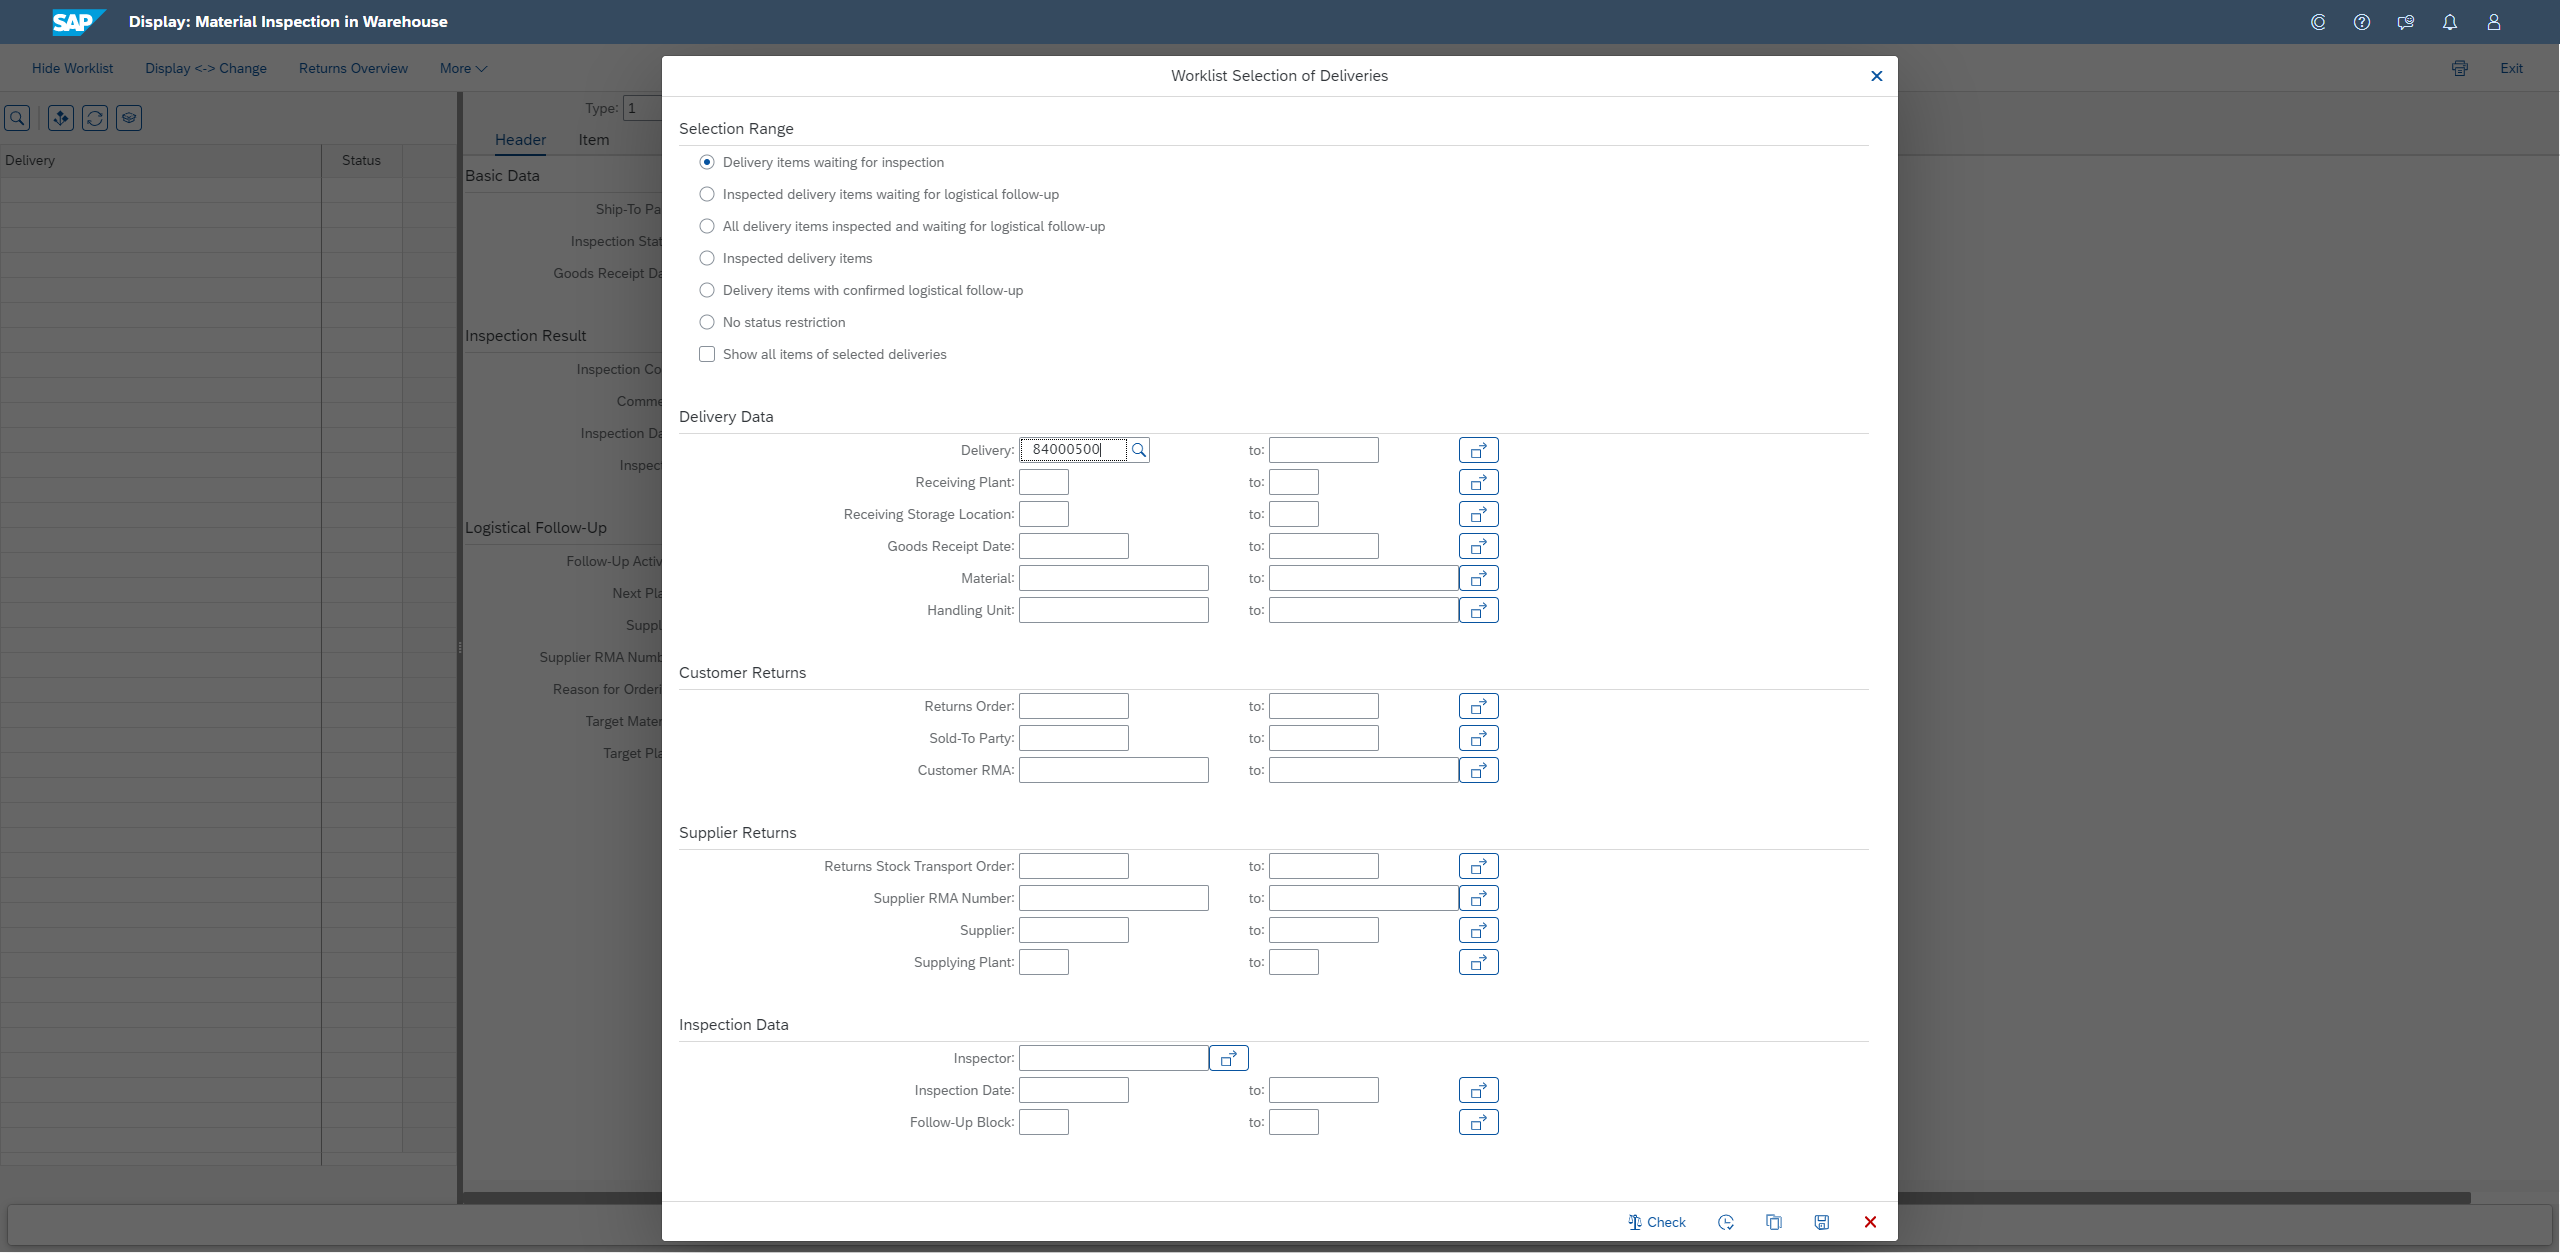 SAP Display: Material Inspection in Warehouse
Hide Worklist Display <-> Change Returns Overview More Exit
Worklist Selection of Deliveries
Type: 1
Header Item
Delivery Status
Basic Data
Ship-To Pa
Inspection Stat
Goods Receipt Da
Inspection Result
Inspection Co
Comme
Inspection Da
Inspec
Logistical Follow-Up
Follow-Up Activ
Next Pla
Suppl
Supplier RMA Numb
Reason for Orderi
Target Mater
Target Pla
Selection Range
Delivery items waiting for inspection
Inspected delivery items waiting for logistical follow-up
All delivery items inspected and waiting for logistical follow-up
Inspected delivery items
Delivery items with confirmed logistical follow-up
No status restriction
Show all items of selected deliveries
Delivery Data
Delivery: 84000500 to:
Receiving Plant: to:
Receiving Storage Location: to:
Goods Receipt Date: to:
Material: to:
Handling Unit: to:
Customer Returns
Returns Order: to:
Sold-To Party: to:
Customer RMA: to:
Supplier Returns
Returns Stock Transport Order: to:
Supplier RMA Number: to:
Supplier: to:
Supplying Plant: to:
Inspection Data
Inspector:
Inspection Date: to:
Follow-Up Block: to:
Check